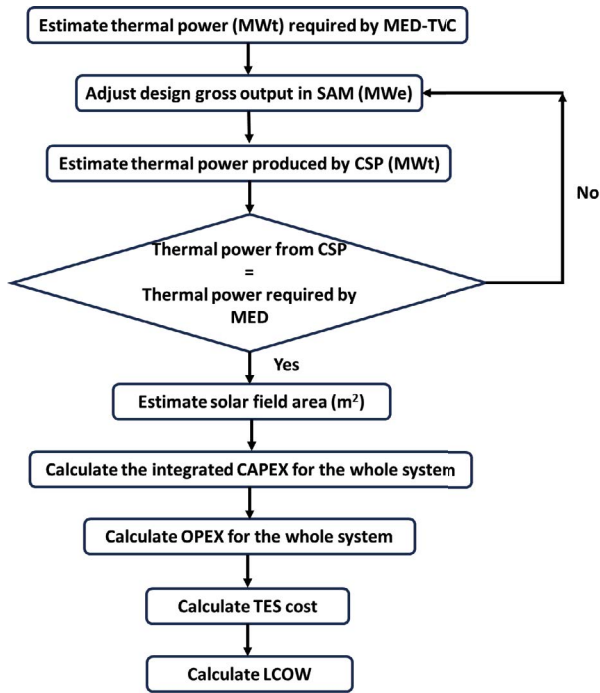 Estimate thermal power (MWt) required by MED-TVC
Adjust design gross output in SAM (MWe)
Estimate thermal power produced by CSP (MWt)
No
Thermal power from CSP
=
Thermal power required by
MED
Yes
Estimate solar field area (m²)
Calculate the integrated CAPEX for the whole system
Calculate OPEX for the whole system
Calculate TES cost
Calculate LCOW